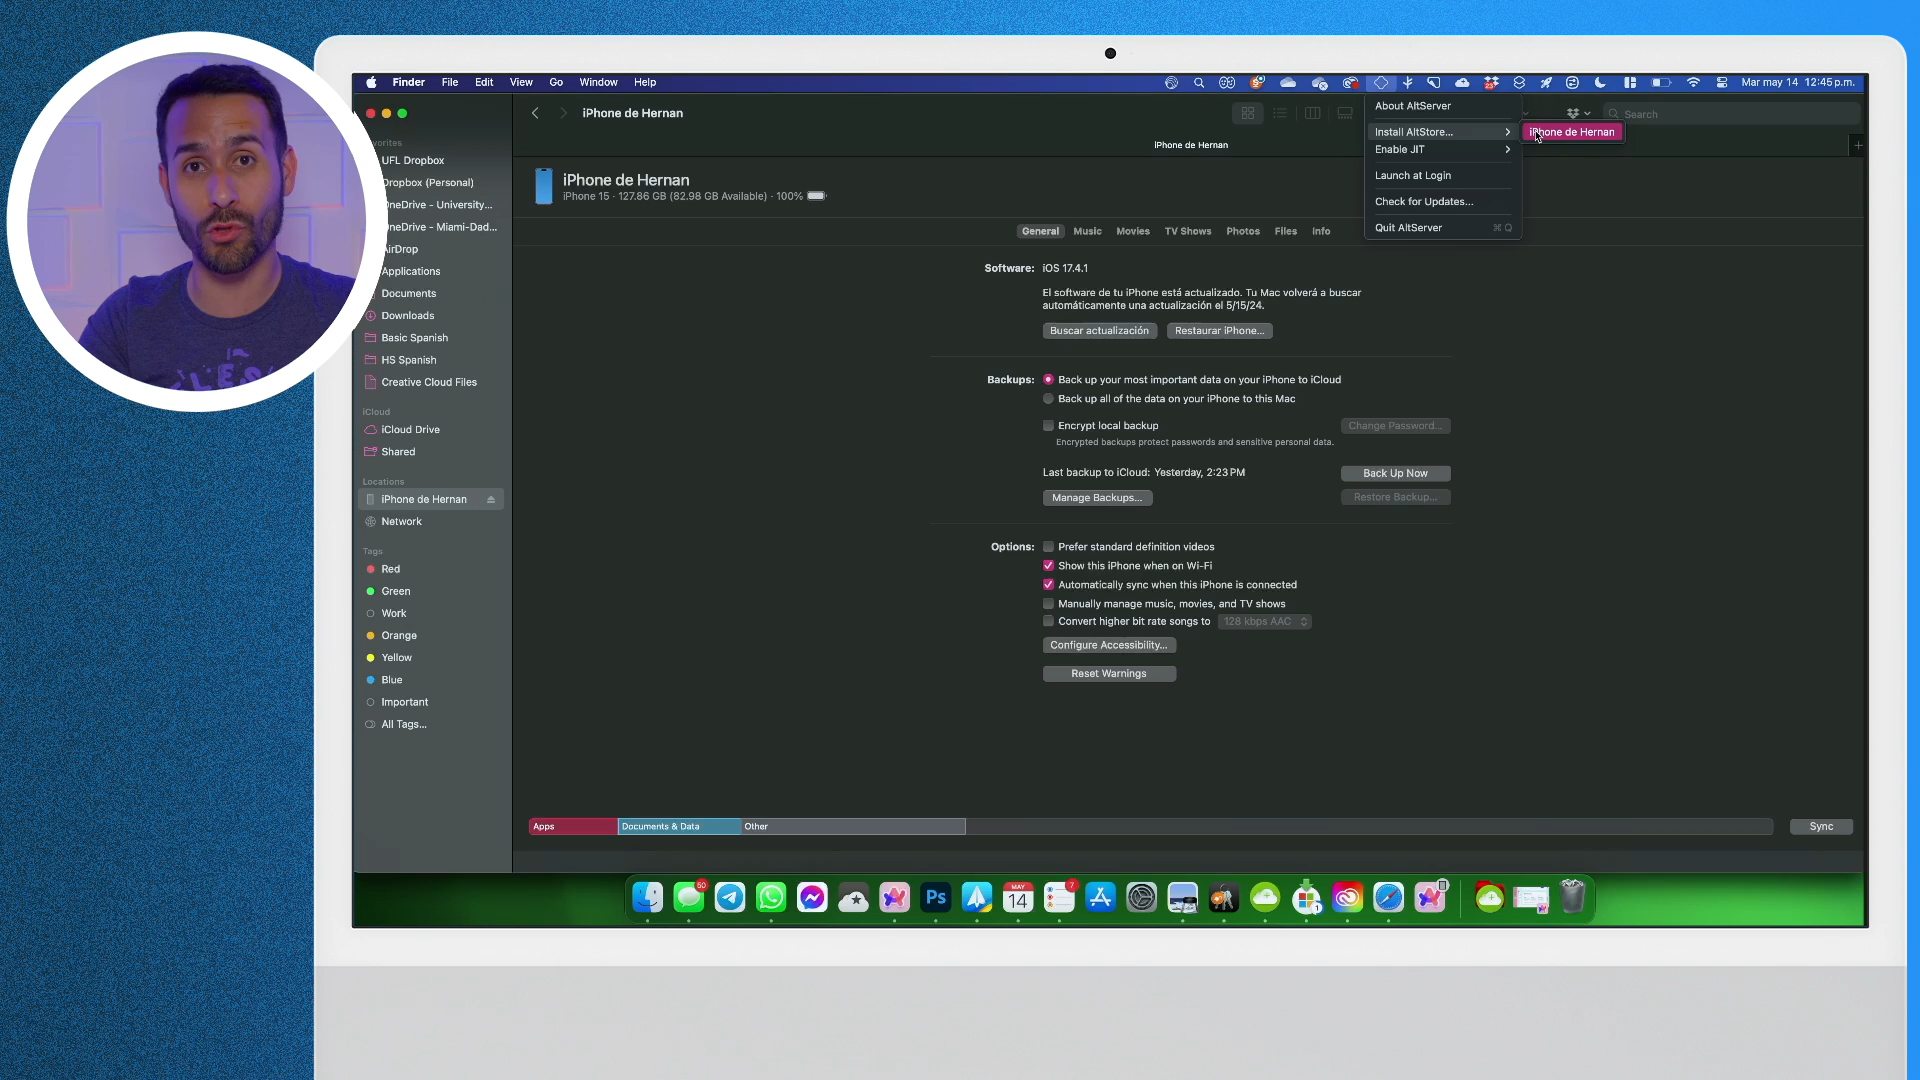 Finder File Edit View Go Window Help
Mar may 14 12:45 p.m.
iPhone de Hernan
Search
About AltServer
Install AltStore...
iPhone de Hernan
Enable JIT
Launch at Login
Check for Updates...
Quit AltServer ⌘ Q
iPhone de Hernan
iPhone de Hernan
iPhone 15 · 127.86 GB (82.98 GB Available) · 100%
General Music Movies TV Shows Photos Files Info
Software: iOS 17.4.1
El software de tu iPhone está actualizado. Tu Mac volverá a buscar
automáticamente una actualización el 5/15/24.
Buscar actualización Restaurar iPhone...
Backups: Back up your most important data on your iPhone to iCloud
Back up all of the data on your iPhone to this Mac
Encrypt local backup Change Password...
Encrypted backups protect passwords and sensitive personal data.
Last backup to iCloud: Yesterday, 2:23 PM Back Up Now
Manage Backups... Restore Backup...
Options: Prefer standard definition videos
Show this iPhone when on Wi-Fi
Automatically sync when this iPhone is connected
Manually manage music, movies, and TV shows
Convert higher bit rate songs to 128 kbps AAC
Configure Accessibility...
Reset Warnings
Apps Documents & Data Other
Sync
UFL Dropbox
Dropbox (Personal)
OneDrive - University...
OneDrive - Miami-Dad...
AirDrop
Applications
Documents
Downloads
Basic Spanish
HS Spanish
Creative Cloud Files
iCloud
iCloud Drive
Shared
Locations
iPhone de Hernan
Network
Tags
Red
Green
Work
Orange
Yellow
Blue
Important
All Tags...
50
Ps
MAY
14
7
1